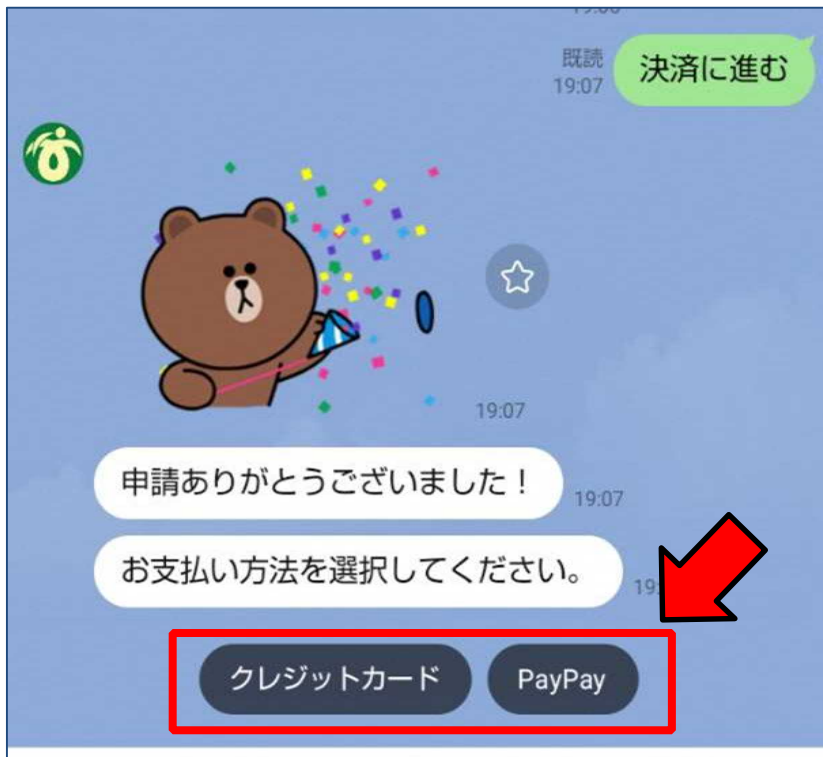 既読
19:07
決済に進む
19:07
申請ありがとうございました！
19:07
お支払い方法を選択してください。
クレジットカード
PayPay